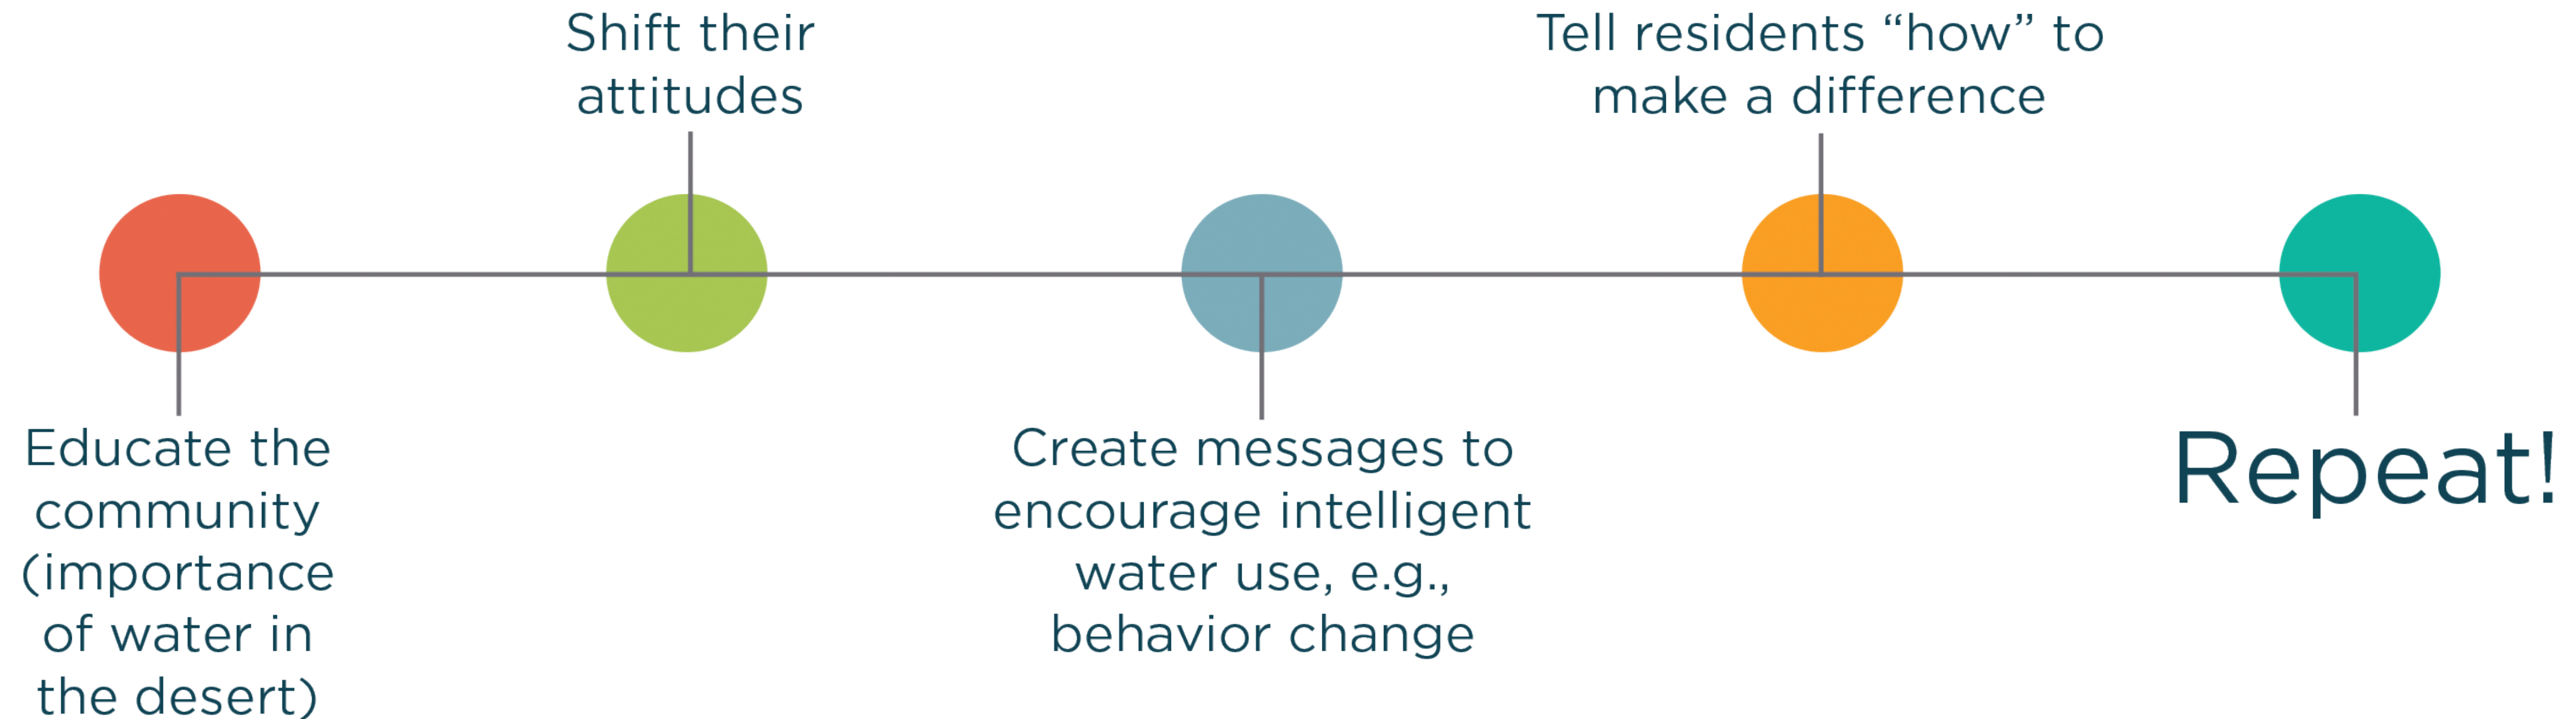 Educate the
community
(importance
of water in
the desert)
Shift their
attitudes
Create messages to
encourage intelligent
water use, e.g.,
behavior change
Tell residents “how” to
make a difference
Repeat!